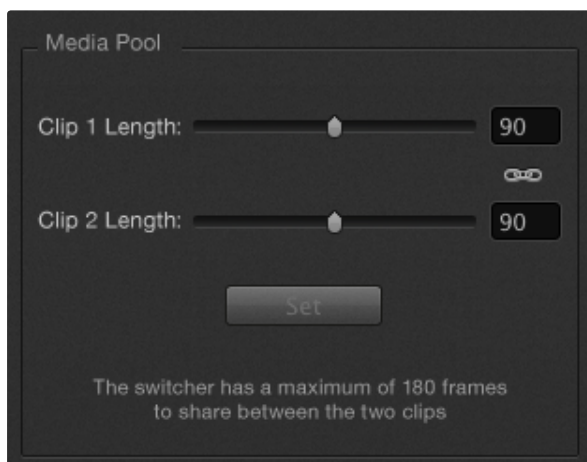 Media Pool
Clip 1 Length: 90
Clip 2 Length: 90
Set
The switcher has a maximum of 180 frames
to share between the two clips